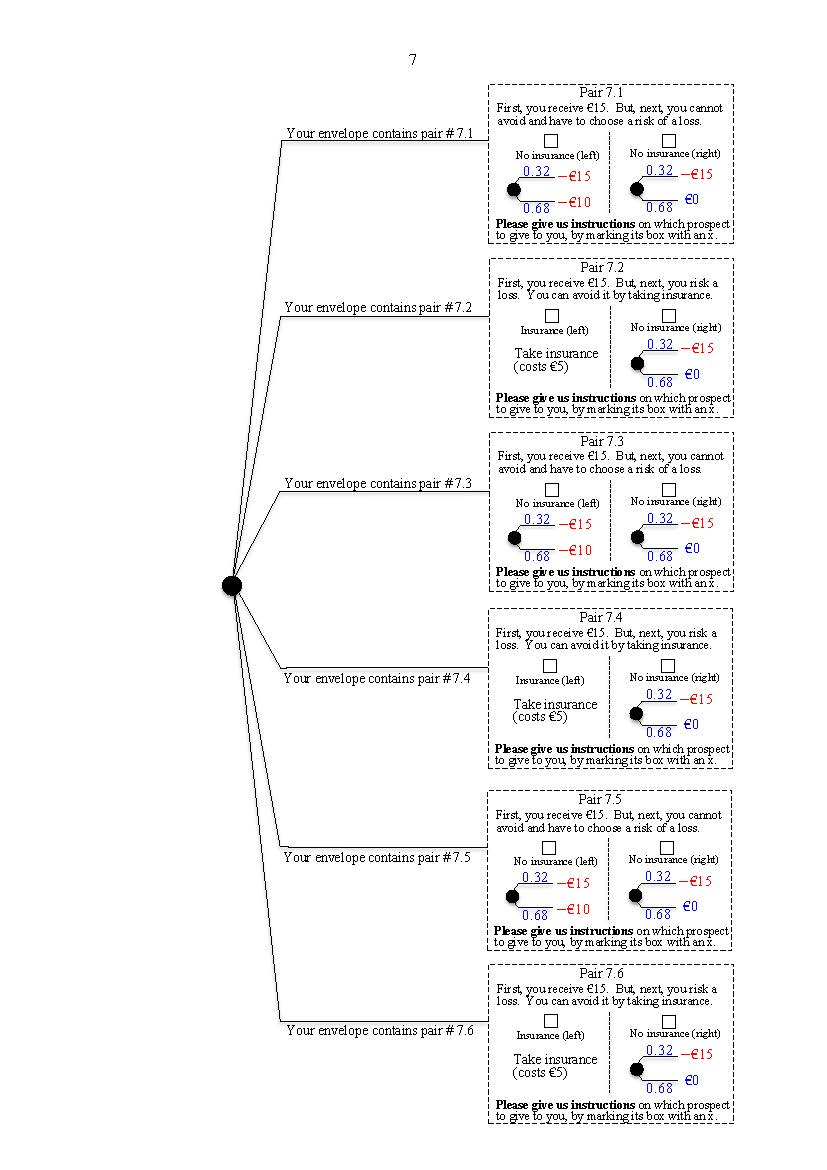 7
Your envelope contains pair # 7.1
Pair 7.1
First, you receive €15. But, next, you cannot
avoid and have to choose a risk of a loss.
No insurance (left) No insurance (right)
0.32 −€15 0.32 −€15
0.68 −€10 0.68 €0
Please give us instructions on which prospect
to give to you, by marking its box with an x.
Your envelope contains pair # 7.2
Pair 7.2
First, you receive €15. But, next, you risk a
loss. You can avoid it by taking insurance.
Insurance (left) No insurance (right)
Take insurance 0.32 −€15
(costs €5) 0.68 €0
Please give us instructions on which prospect
to give to you, by marking its box with an x.
Your envelope contains pair # 7.3
Pair 7.3
First, you receive €15. But, next, you cannot
avoid and have to choose a risk of a loss.
No insurance (left) No insurance (right)
0.32 −€15 0.32 −€15
0.68 −€10 0.68 €0
Please give us instructions on which prospect
to give to you, by marking its box with an x.
Your envelope contains pair # 7.4
Pair 7.4
First, you receive €15. But, next, you risk a
loss. You can avoid it by taking insurance.
Insurance (left) No insurance (right)
Take insurance 0.32 −€15
(costs €5) 0.68 €0
Please give us instructions on which prospect
to give to you, by marking its box with an x.
Your envelope contains pair # 7.5
Pair 7.5
First, you receive €15. But, next, you cannot
avoid and have to choose a risk of a loss.
No insurance (left) No insurance (right)
0.32 −€15 0.32 −€15
0.68 −€10 0.68 €0
Please give us instructions on which prospect
to give to you, by marking its box with an x.
Your envelope contains pair # 7.6
Pair 7.6
First, you receive €15. But, next, you risk a
loss. You can avoid it by taking insurance.
Insurance (left) No insurance (right)
Take insurance 0.32 −€15
(costs €5) 0.68 €0
Please give us instructions on which prospect
to give to you, by marking its box with an x.